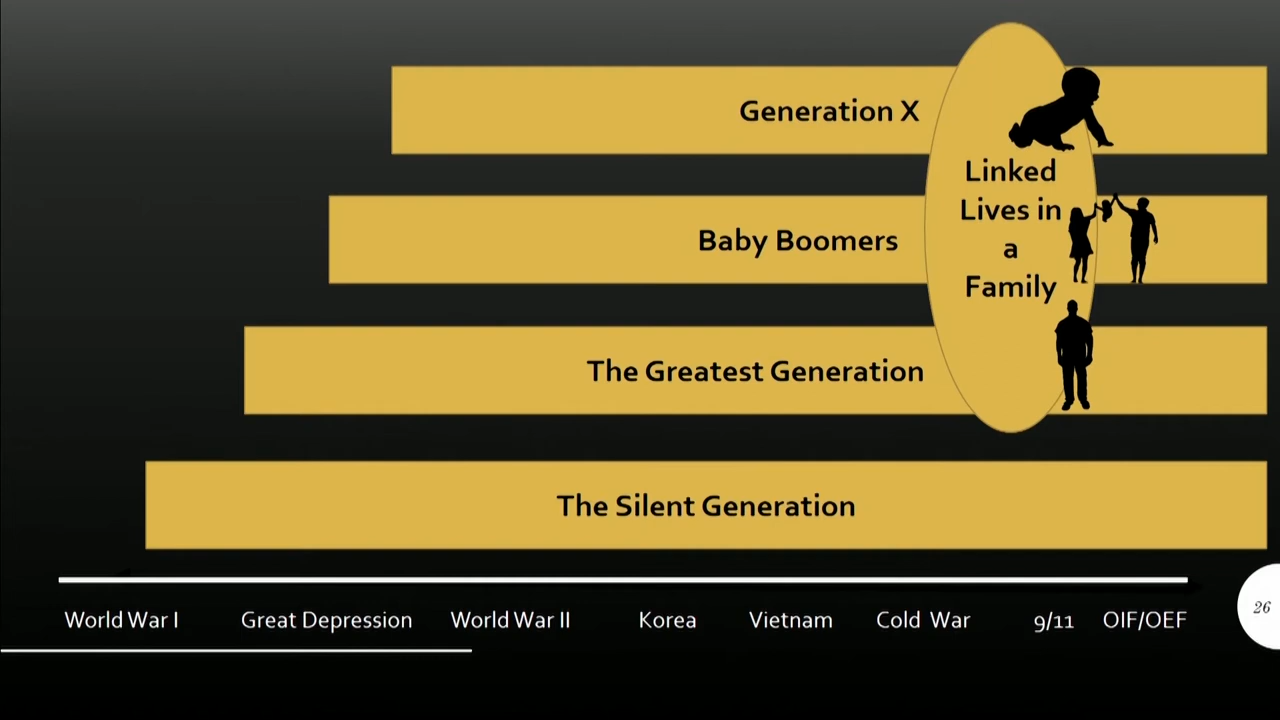 Generation X
Linked
Lives in
a
Family
Baby Boomers
The Greatest Generation
The Silent Generation
World War I Great Depression World War II Korea Vietnam Cold War 9/11 OIF/OEF
26